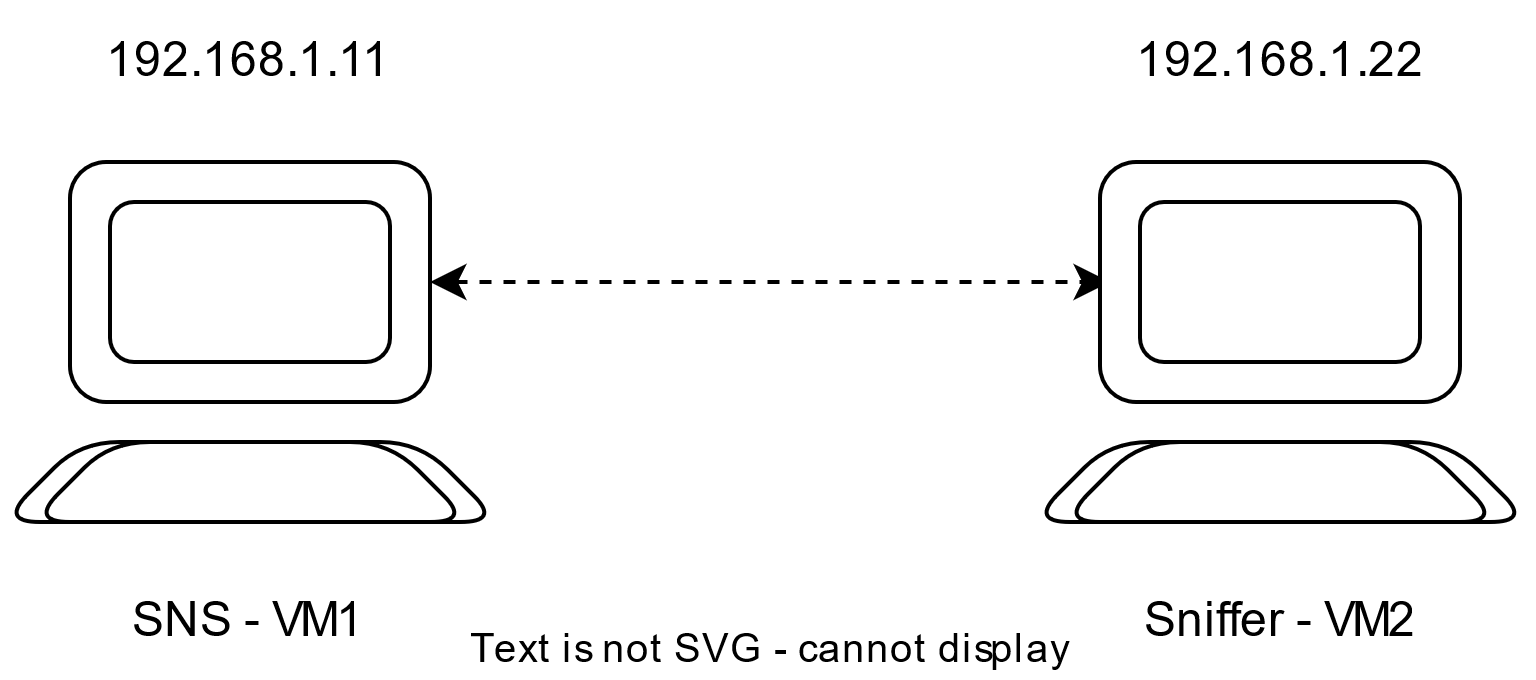 192.168.1.11
192.168.1.22
SNS - VM1
Sniffer - VM2
Text is not SVG - cannot display